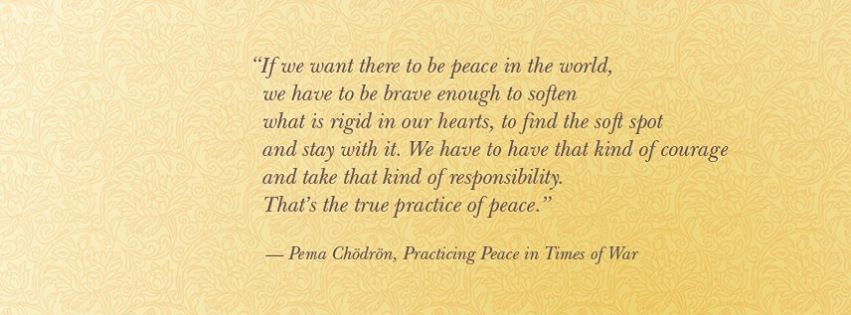 “If we want there to be peace in the world,
we have to be brave enough to soften
what is rigid in our hearts, to find the soft spot
and stay with it. We have to have that kind of courage
and take that kind of responsibility.
That’s the true practice of peace.”
— Pema Chödrön, Practicing Peace in Times of War